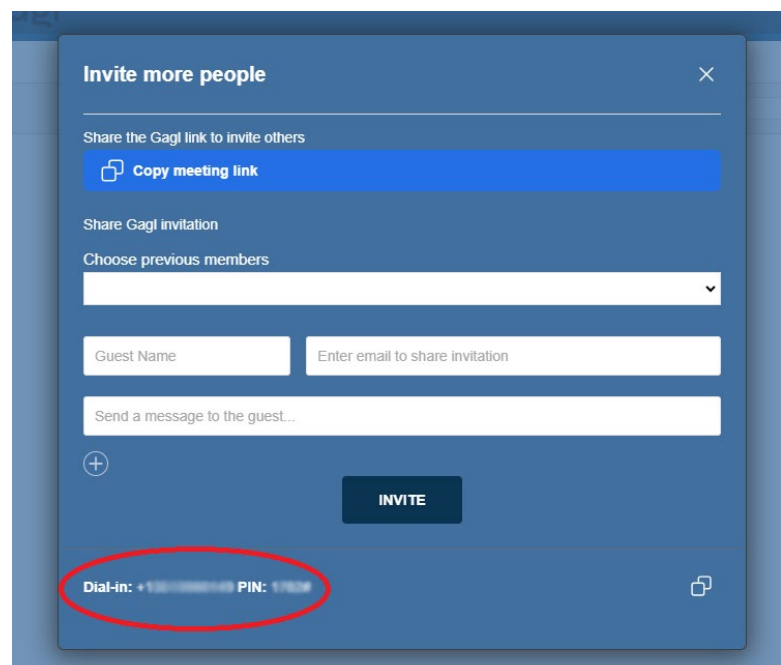 Invite more people
Share the Gagl link to invite others
Copy meeting link
Share Gagl invitation
Choose previous members
Guest Name
Enter email to share invitation
Send a message to the guest...
INVITE
Dial-in: PIN: